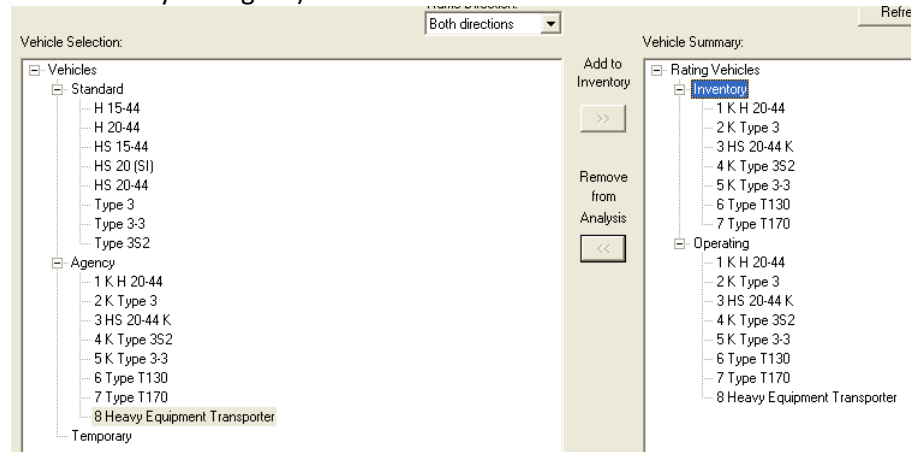 Both directions
Refre
Vehicle Selection:
Vehicles
Standard
H 15-44
H 20-44
HS 15-44
HS 20 (SI)
HS 20-44
Type 3
Type 3-3
Type 3S2
Agency
1 K H 20-44
2 K Type 3
3 HS 20-44 K
4 K Type 3S2
5 K Type 3-3
6 Type T130
7 Type T170
8 Heavy Equipment Transporter
Temporary
Add to
Inventory
>>
Remove
from
Analysis
<<
Vehicle Summary:
Rating Vehicles
Inventory
1 K H 20-44
2 K Type 3
3 HS 20-44 K
4 K Type 3S2
5 K Type 3-3
6 Type T130
7 Type T170
Operating
1 K H 20-44
2 K Type 3
3 HS 20-44 K
4 K Type 3S2
5 K Type 3-3
6 Type T130
7 Type T170
8 Heavy Equipment Transporter